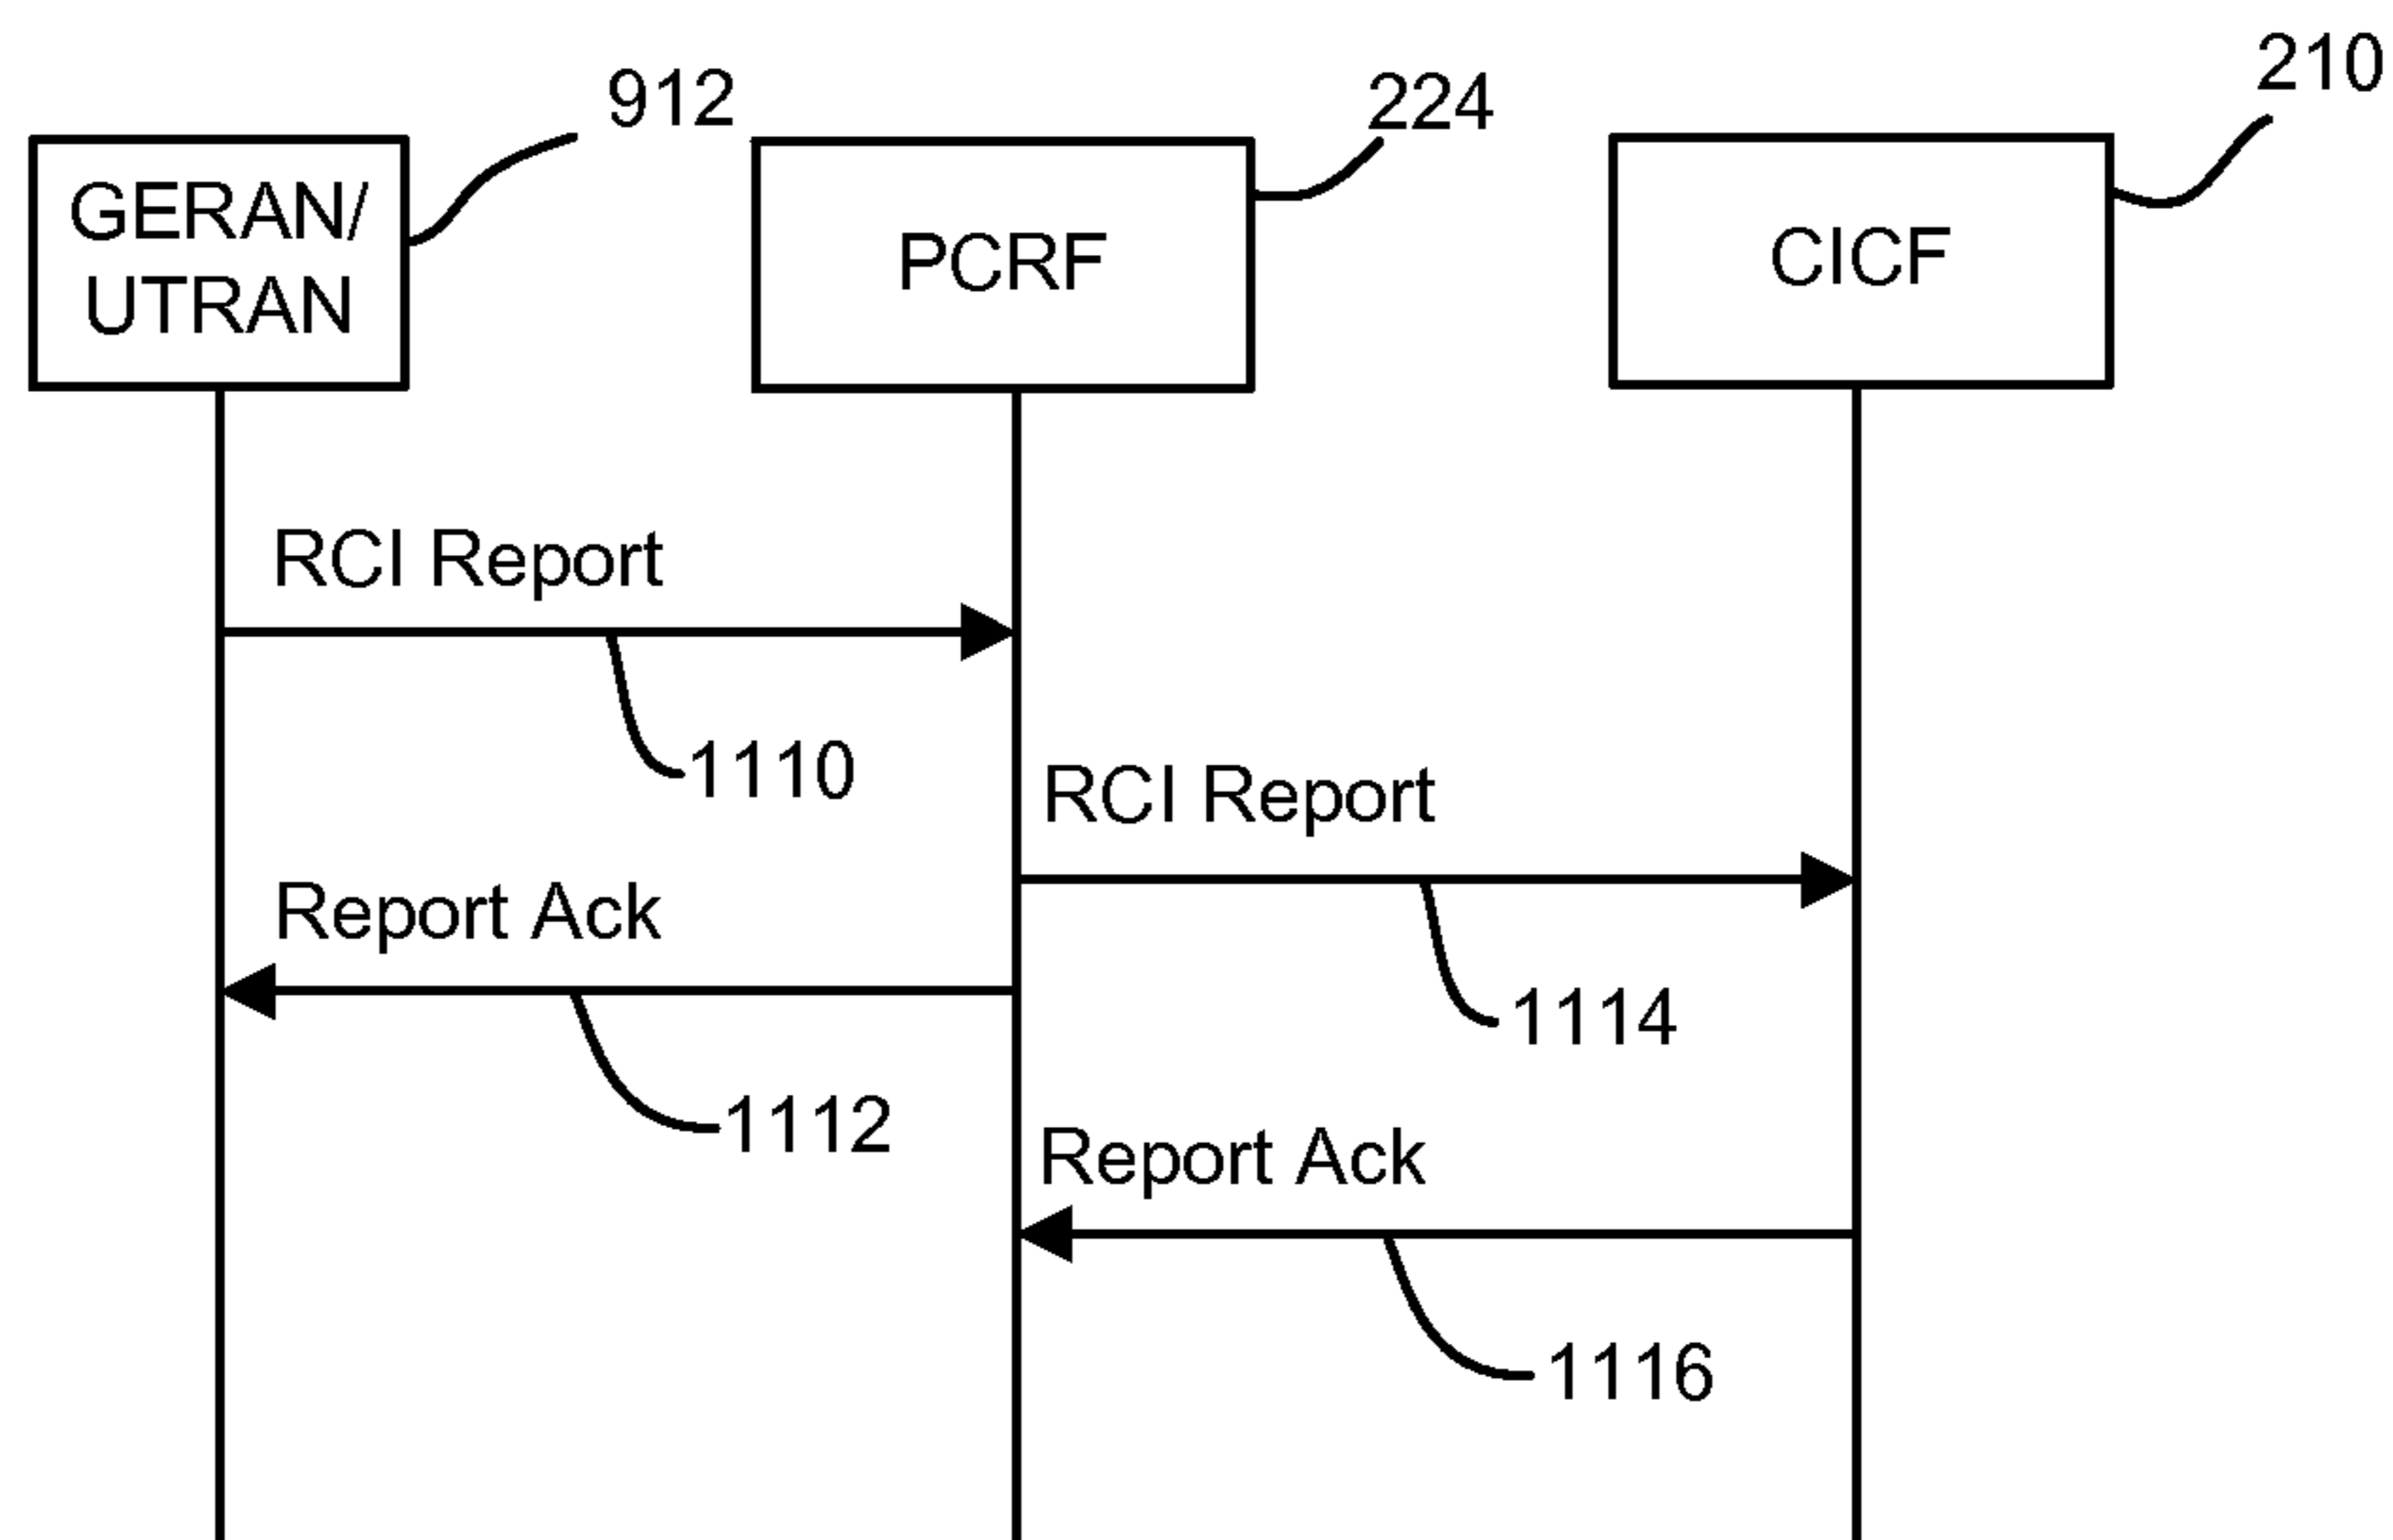 912
224
210
GERAN/
UTRAN
PCRF
CICF
RCI Report
1110
RCI Report
Report Ack
1114
1112
Report Ack
1116